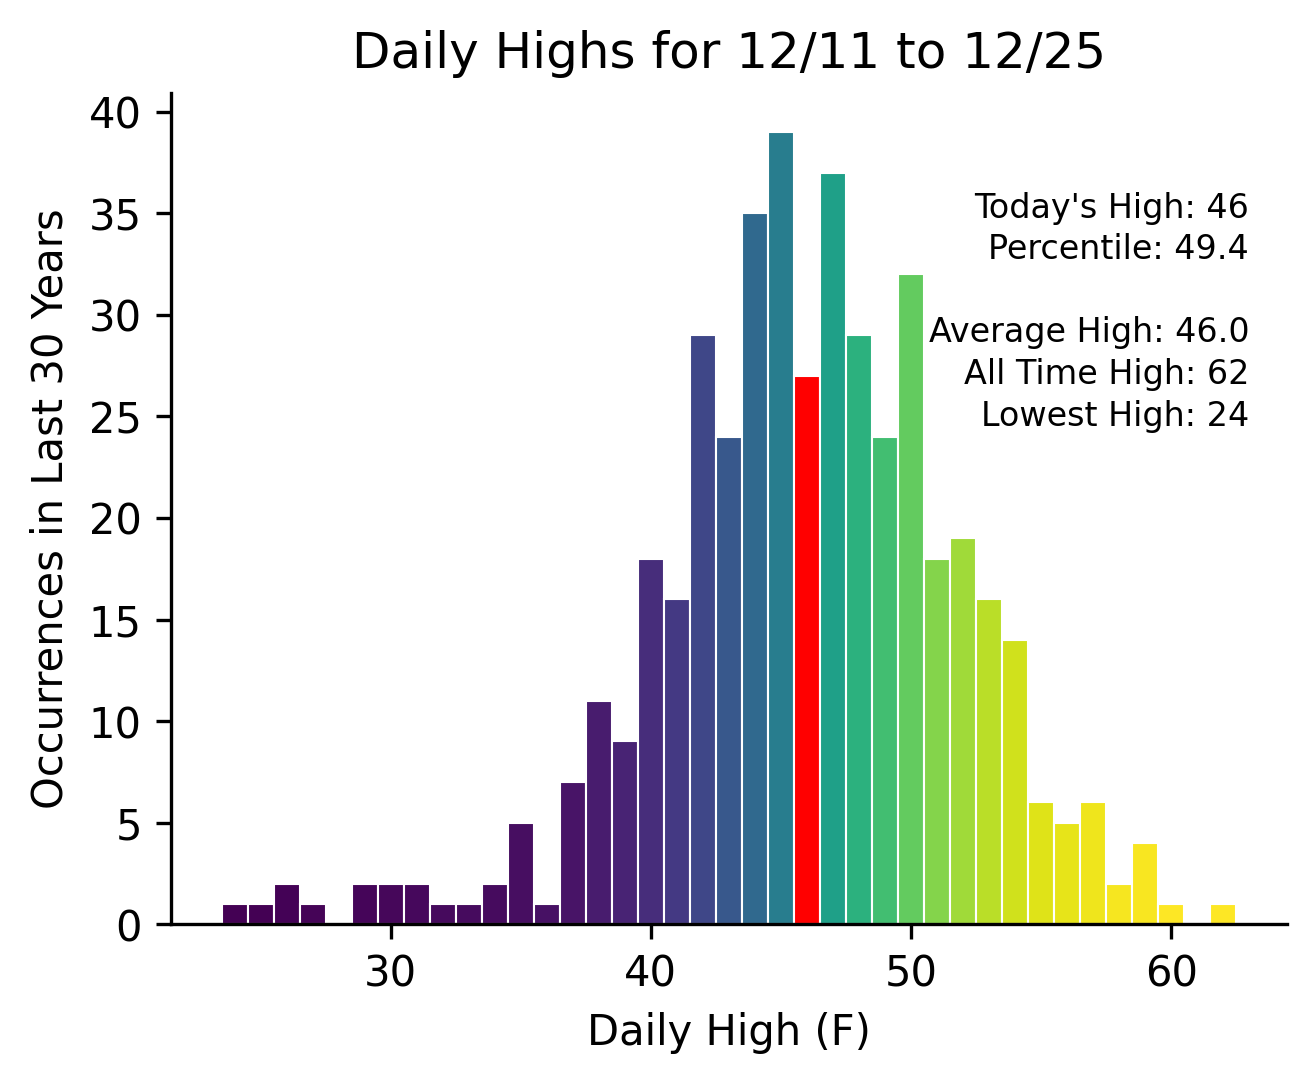 Daily Highs for 12/11 to 12/25
40
35
30
25
20
15
10
5
0
Occurrences in Last 30 Years
Today's High: 46
Percentile: 49.4
Average High: 46.0
All Time High: 62
Lowest High: 24
30
40
50
60
Daily High (F)